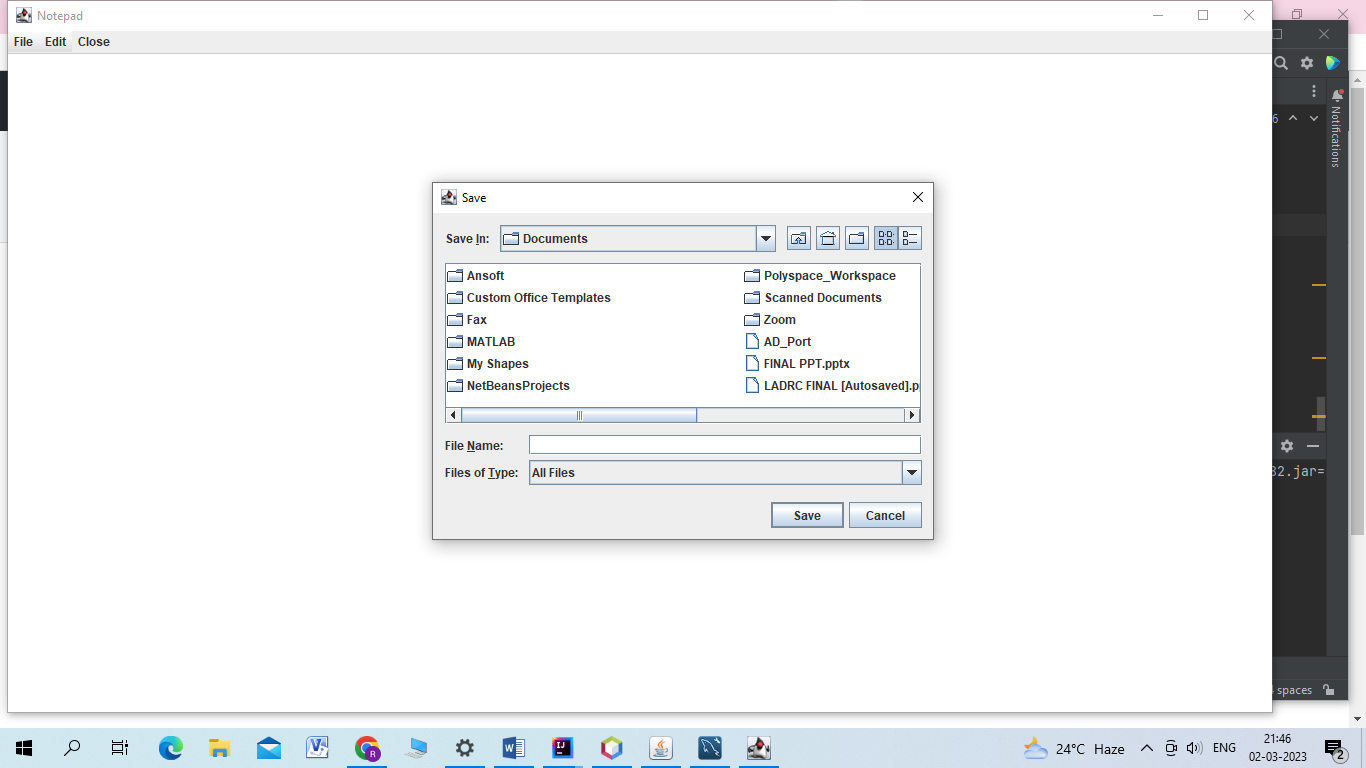 Notepad
File Edit Close
6
Notifications
Save
Save In: Documents
Ansoft
Custom Office Templates
Fax
MATLAB
My Shapes
NetBeansProjects
Polyspace_Workspace
Scanned Documents
Zoom
AD_Port
FINAL PPT.pptx
LADRC FINAL [Autosaved].p
File Name:
Files of Type: All Files
Save Cancel
32.jar=
spaces
24°C Haze ENG
21:46
02-03-2023
2